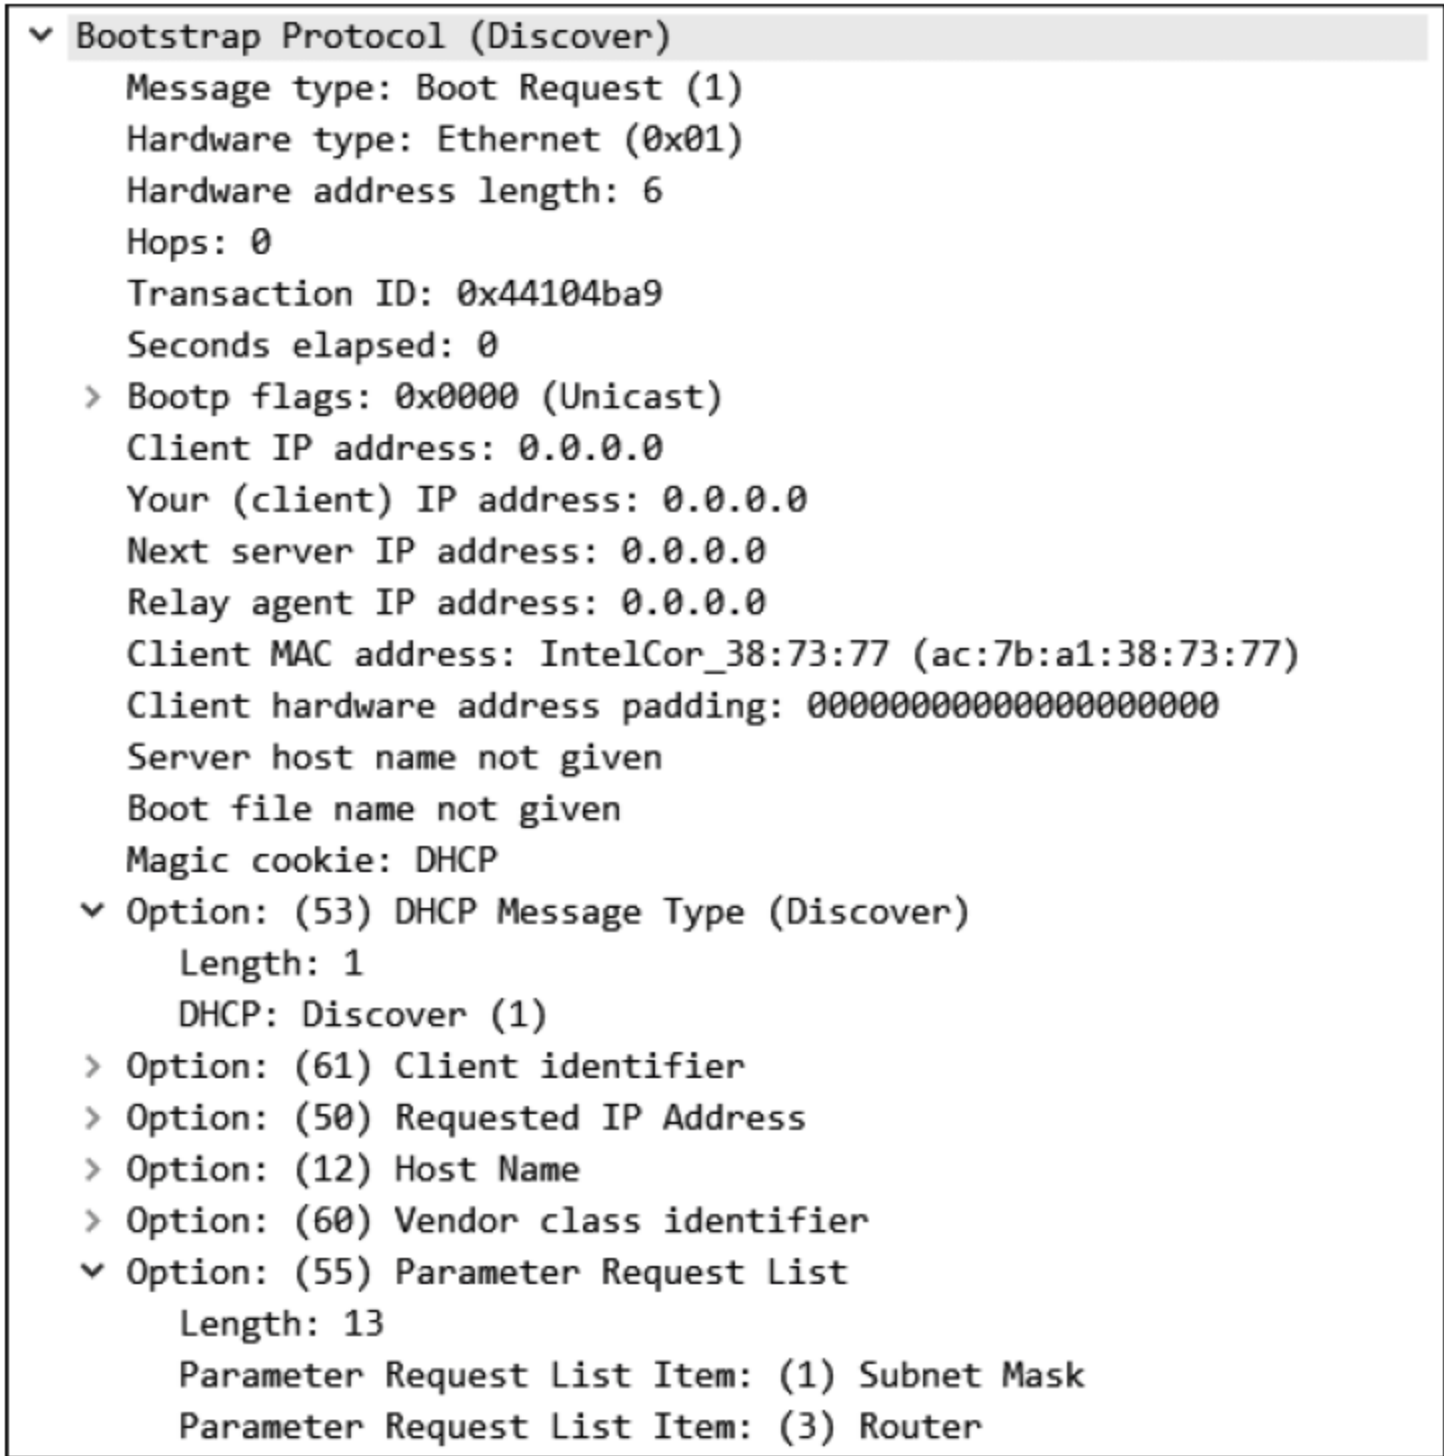 Bootstrap Protocol (Discover)
Message type: Boot Request (1)
Hardware type: Ethernet (0x01)
Hardware address length: 6
Hops: 0
Transaction ID: 0x44104ba9
Seconds elapsed: 0
Bootp flags: 0x0000 (Unicast)
Client IP address: 0.0.0.0
Your (client) IP address: 0.0.0.0
Next server IP address: 0.0.0.0
Relay agent IP address: 0.0.0.0
Client MAC address: IntelCor_38:73:77 (ac:7b:a1:38:73:77)
Client hardware address padding: 00000000000000000000
Server host name not given
Boot file name not given
Magic cookie: DHCP
Option: (53) DHCP Message Type (Discover)
Length: 1
DHCP: Discover (1)
Option: (61) Client identifier
Option: (50) Requested IP Address
Option: (12) Host Name
Option: (60) Vendor class identifier
Option: (55) Parameter Request List
Length: 13
Parameter Request List Item: (1) Subnet Mask
Parameter Request List Item: (3) Router